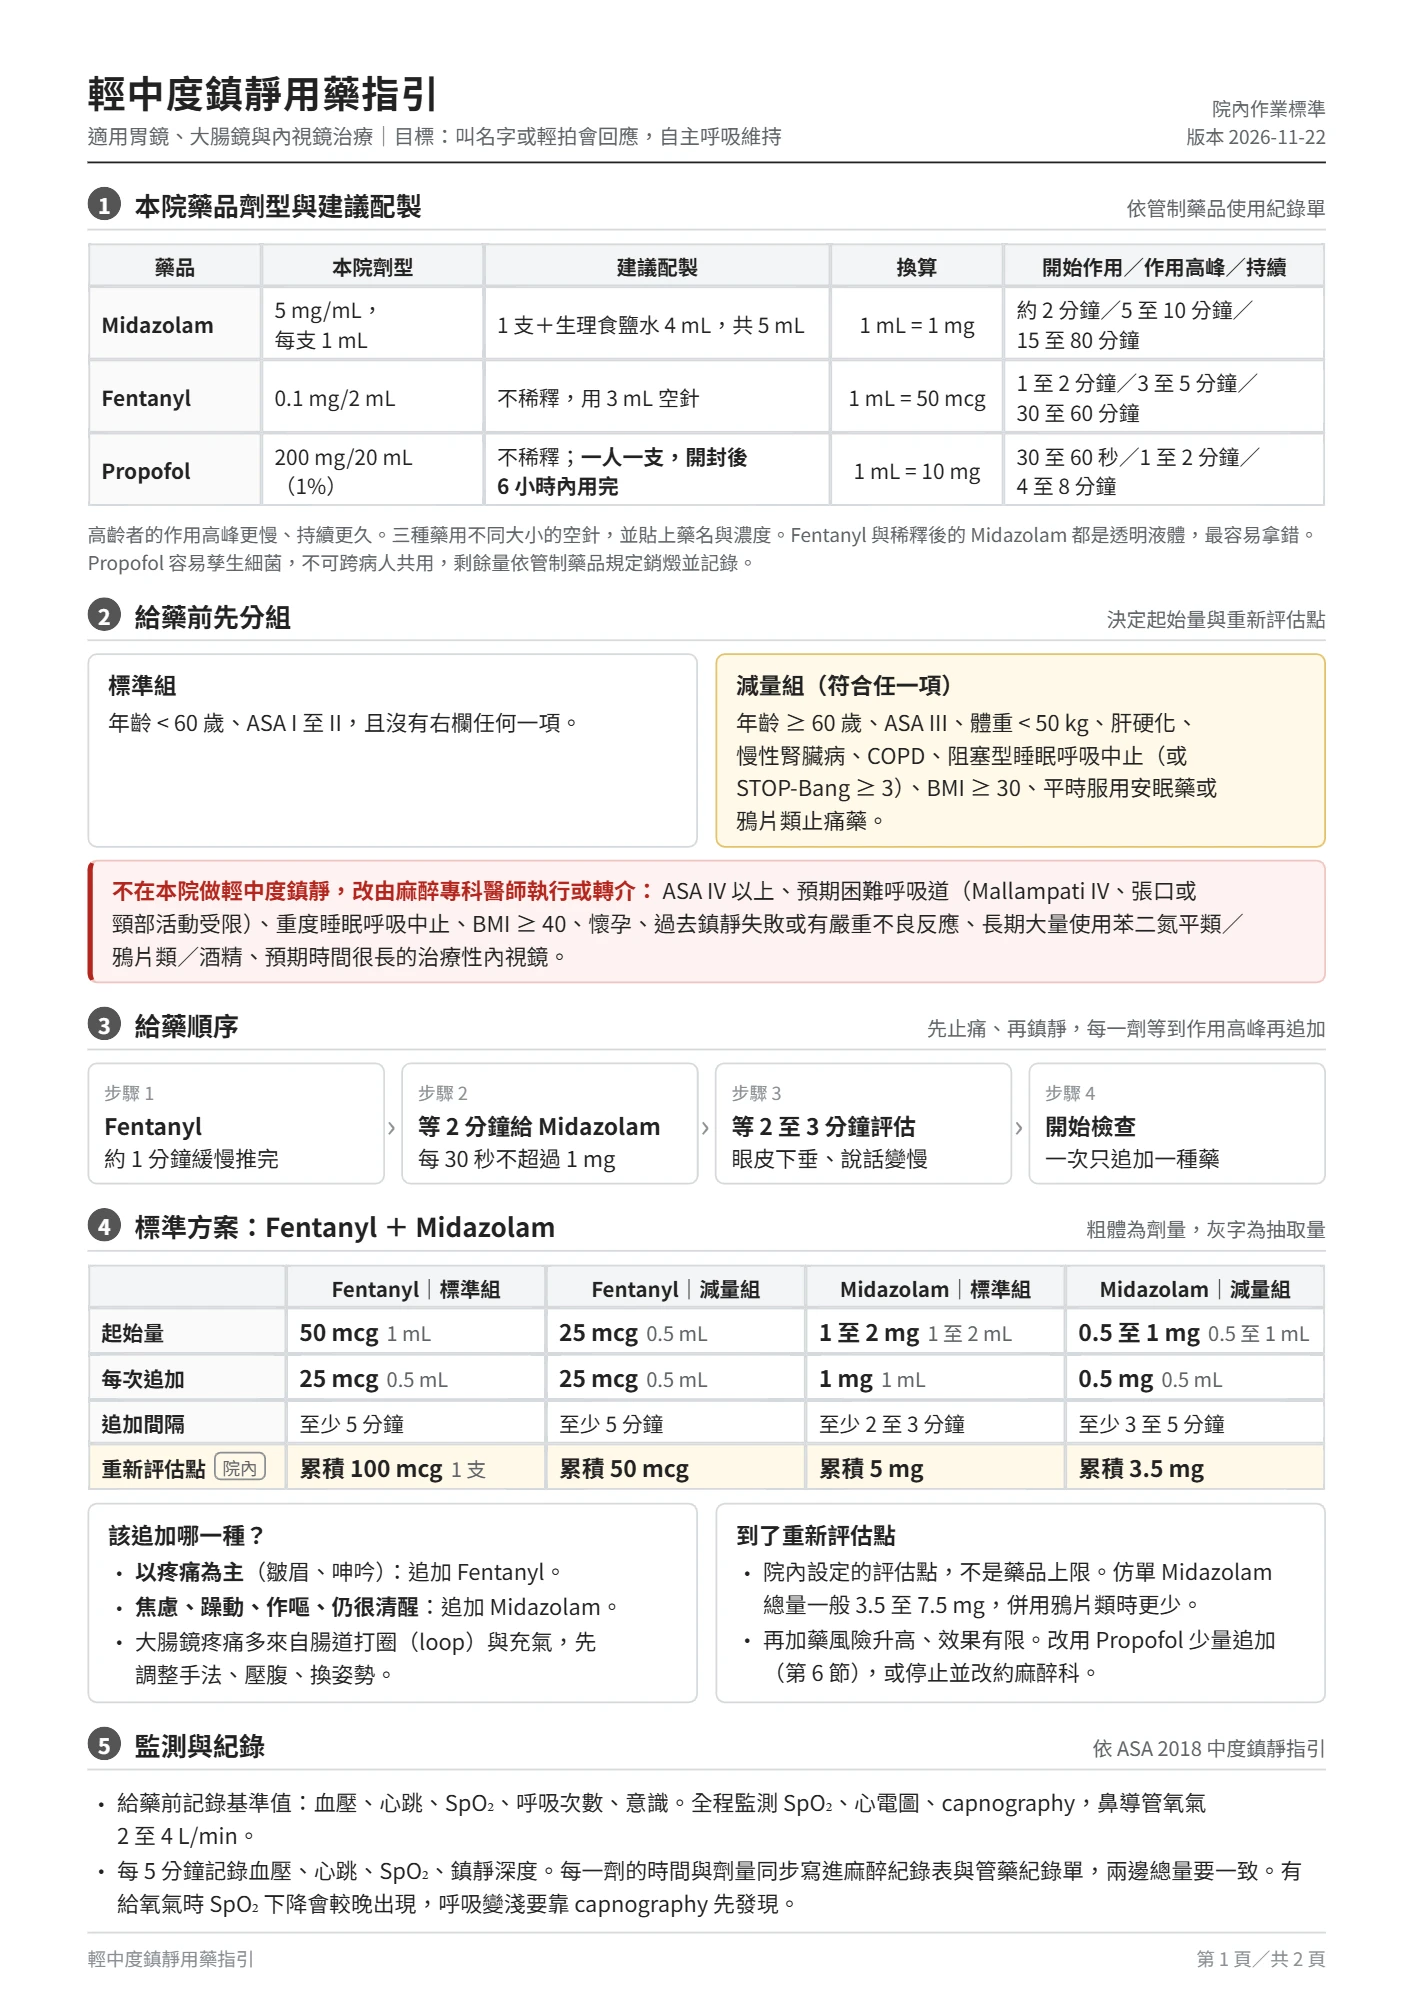 輕中度鎮靜用藥指引
適用胃鏡、大腸鏡與內視鏡治療｜目標：叫名字或輕拍會回應，自主呼吸維持
院內作業標準
版本 2026-11-22
1 本院藥品劑型與建議配製
依管制藥品使用紀錄單
藥品 本院劑型 建議配製 換算 開始作用／作用高峰／持續
Midazolam 5 mg/mL， 每支 1 mL 1 支＋生理食鹽水 4 mL，共 5 mL 1 mL = 1 mg 約 2 分鐘／5 至 10 分鐘／ 15 至 80 分鐘
Fentanyl 0.1 mg/2 mL 不稀釋，用 3 mL 空針 1 mL = 50 mcg 1 至 2 分鐘／3 至 5 分鐘／ 30 至 60 分鐘
Propofol 200 mg/20 mL （1%） 不稀釋；一人一支，開封後 6 小時內用完 1 mL = 10 mg 30 至 60 秒／1 至 2 分鐘／ 4 至 8 分鐘
高齡者的作用高峰更慢、持續更久。三種藥用不同大小的空針，並貼上藥名與濃度。Fentanyl 與稀釋後的 Midazolam 都是透明液體，最容易拿錯。
Propofol 容易孳生細菌，不可跨病人共用，剩餘量依管制藥品規定銷燬並記錄。
2 給藥前先分組
決定起始量與重新評估點
標準組
年齡 < 60 歲、ASA I 至 II，且沒有右欄任何一項。
減量組（符合任一項）
年齡 ≥ 60 歲、ASA III、體重 < 50 kg、肝硬化、
慢性腎臟病、COPD、阻塞型睡眠呼吸中止（或
STOP-Bang ≥ 3）、BMI ≥ 30、平時服用安眠藥或
鴉片類止痛藥。
不在本院做輕中度鎮靜，改由麻醉專科醫師執行或轉介： ASA IV 以上、預期困難呼吸道（Mallampati IV、張口或
頸部活動受限）、重度睡眠呼吸中止、BMI ≥ 40、懷孕、過去鎮靜失敗或有嚴重不良反應、長期大量使用苯二氮平類／
鴉片類／酒精、預期時間很長的治療性內視鏡。
3 給藥順序
先止痛、再鎮靜，每一劑等到作用高峰再追加
步驟 1
Fentanyl
約 1 分鐘緩慢推完
›
步驟 2
等 2 分鐘給 Midazolam
每 30 秒不超過 1 mg
›
步驟 3
等 2 至 3 分鐘評估
眼皮下垂、說話變慢
›
步驟 4
開始檢查
一次只追加一種藥
4 標準方案：Fentanyl ＋ Midazolam
粗體為劑量，灰字為抽取量
Fentanyl｜標準組 Fentanyl｜減量組 Midazolam｜標準組 Midazolam｜減量組
起始量 50 mcg 1 mL 25 mcg 0.5 mL 1 至 2 mg 1 至 2 mL 0.5 至 1 mg 0.5 至 1 mL
每次追加 25 mcg 0.5 mL 25 mcg 0.5 mL 1 mg 1 mL 0.5 mg 0.5 mL
追加間隔 至少 5 分鐘 至少 5 分鐘 至少 2 至 3 分鐘 至少 3 至 5 分鐘
重新評估點 院內 累積 100 mcg 1 支 累積 50 mcg 累積 5 mg 累積 3.5 mg
該追加哪一種？
• 以疼痛為主（皺眉、呻吟）：追加 Fentanyl。
• 焦慮、躁動、作嘔、仍很清醒：追加 Midazolam。
• 大腸鏡疼痛多來自腸道打圈（loop）與充氣，先
調整手法、壓腹、換姿勢。
到了重新評估點
• 院內設定的評估點，不是藥品上限。仿單 Midazolam
總量一般 3.5 至 7.5 mg，併用鴉片類時更少。
• 再加藥風險升高、效果有限。改用 Propofol 少量追加
（第 6 節），或停止並改約麻醉科。
5 監測與紀錄
依 ASA 2018 中度鎮靜指引
• 給藥前記錄基準值：血壓、心跳、SpO₂、呼吸次數、意識。全程監測 SpO₂、心電圖、capnography，鼻導管氧氣
2 至 4 L/min。
• 每 5 分鐘記錄血壓、心跳、SpO₂、鎮靜深度。每一劑的時間與劑量同步寫進麻醉紀錄表與管藥紀錄單，兩邊總量要一致。有
給氧氣時 SpO₂ 下降會較晚出現，呼吸變淺要靠 capnography 先發現。
輕中度鎮靜用藥指引
第 1 頁／共 2 頁